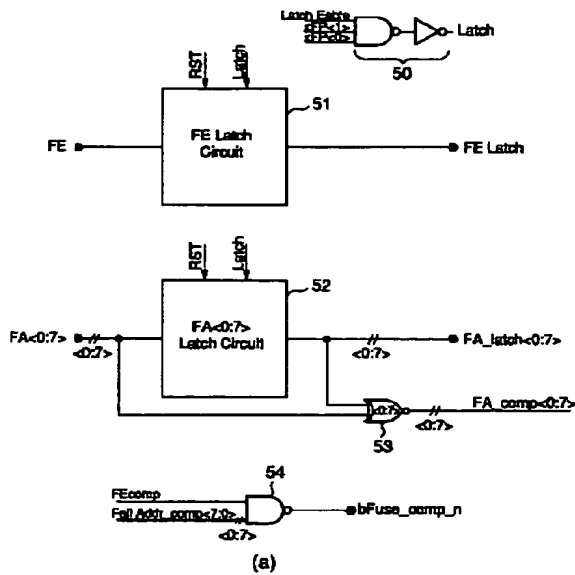 Latch
50
RST
Latch
51
FE
FE Latch
Circuit
FE Latch
RST
Latch
52
FA<0:7>
<0:7>
FA<0:7>
Latch Circuit
<0:7>
FA_latch<0:7>
<0:7>
53
<0:7>
FA_comp<0:7>
54
FEcomp
Fail Addr_comp<7:0>
<0:7>
bFuse_comp_n
(a)